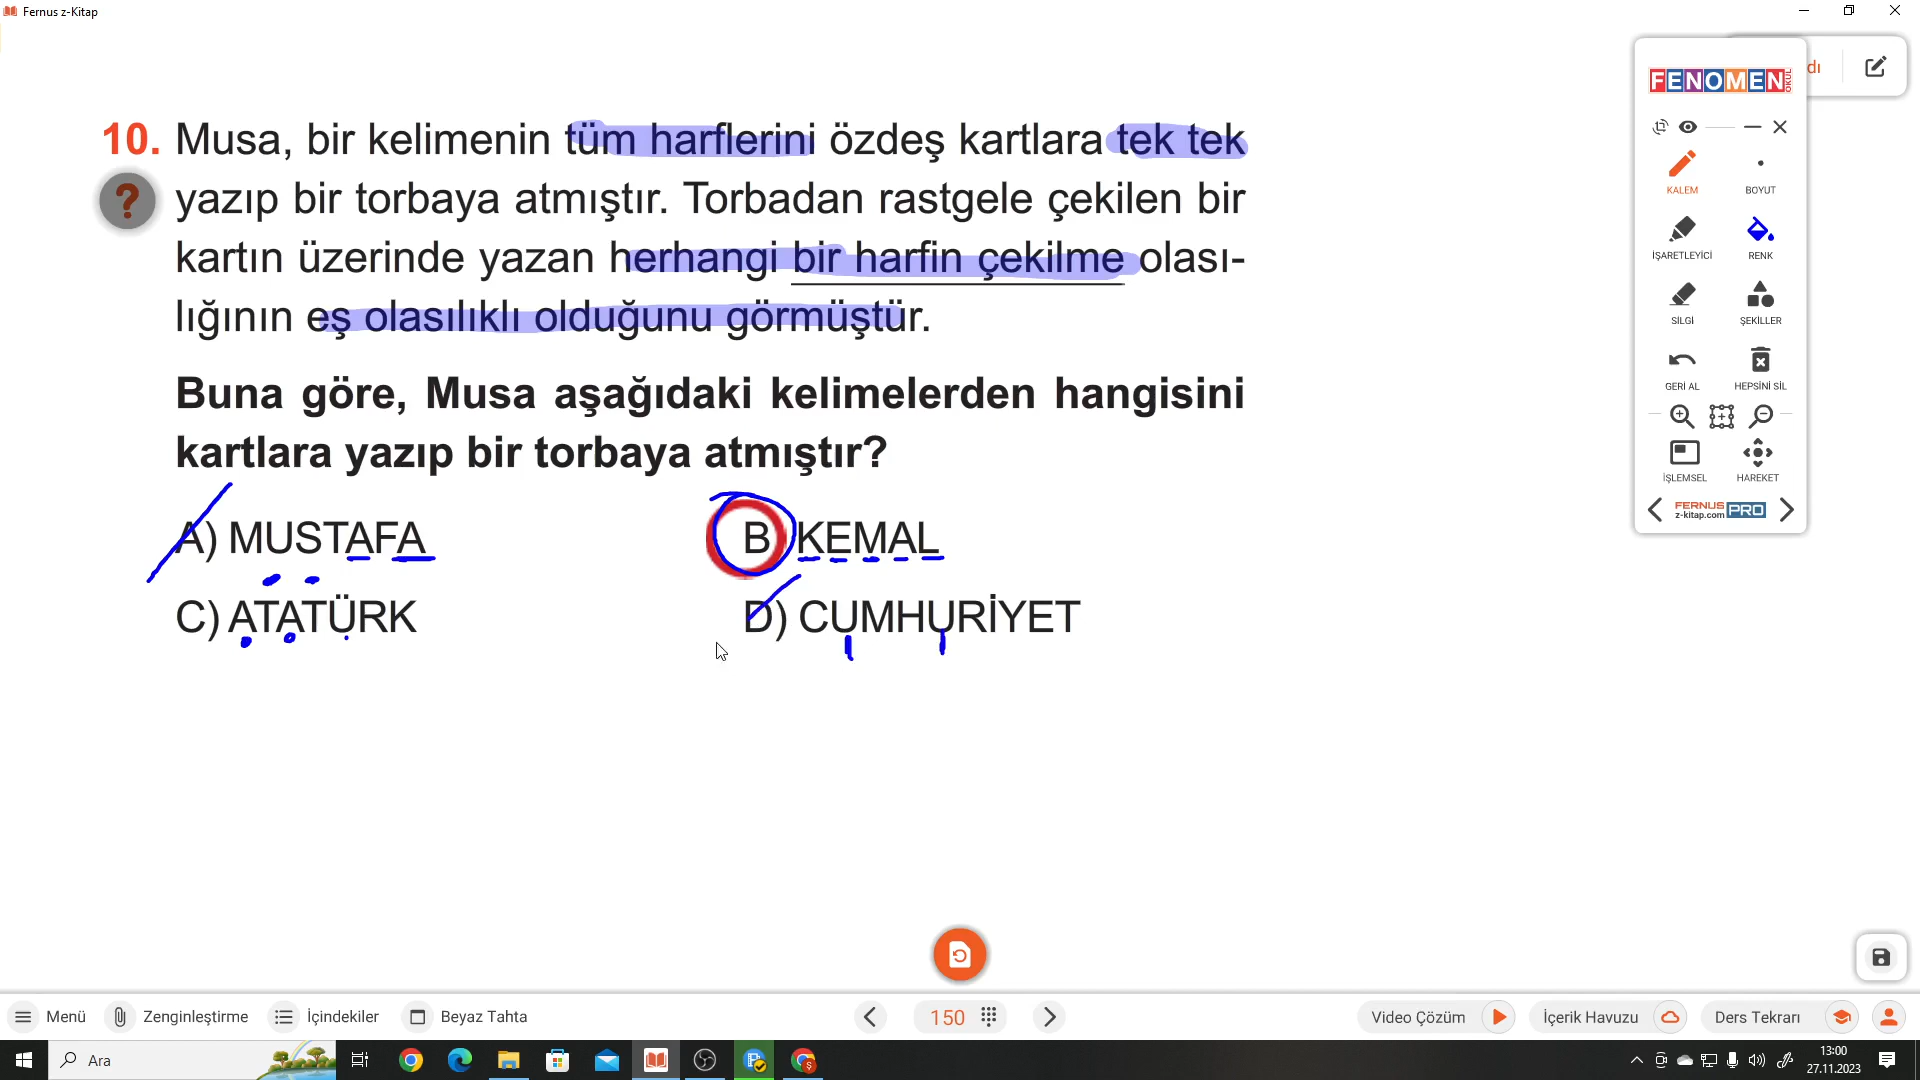 Fernus z-Kitap
10. Musa, bir kelimenin tüm harflerini özdeş kartlara tek tek
? yazıp bir torbaya atmıştır. Torbadan rastgele çekilen bir
kartın üzerinde yazan herhangi bir harfin çekilme olası-
lığının eş olasılıklı olduğunu görmüştür.
Buna göre, Musa aşağıdaki kelimelerden hangisini
kartlara yazıp bir torbaya atmıştır?
A) MUSTAFA
B KEMAL
C) ATATÜRK
D) CUMHURİYET
dı
FENOMEN OKUL
KALEM
BOYUT
İŞARETLEYİCİ
RENK
SİLGİ
ŞEKİLLER
GERİ AL
HEPSİNİ SİL
İŞLEMSEL
HAREKET
FERNUS
z-kitap.com PRO
Menü
Zenginleştirme
İçindekiler
Beyaz Tahta
150
Video Çözüm
İçerik Havuzu
Ders Tekrarı
Ara
13:00
27.11.2023